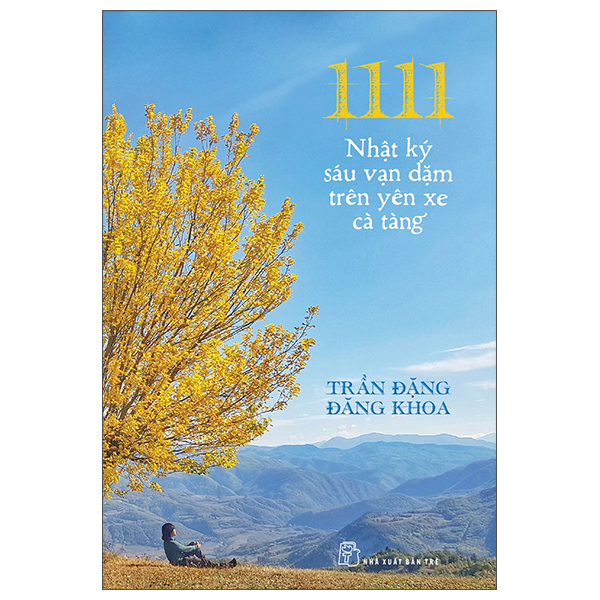 1111
Nhật ký
sáu vạn dặm
trên yên xe
cà tàng
TRẦN ĐẶNG
ĐĂNG KHOA
NHÀ XUẤT BẢN TRẺ